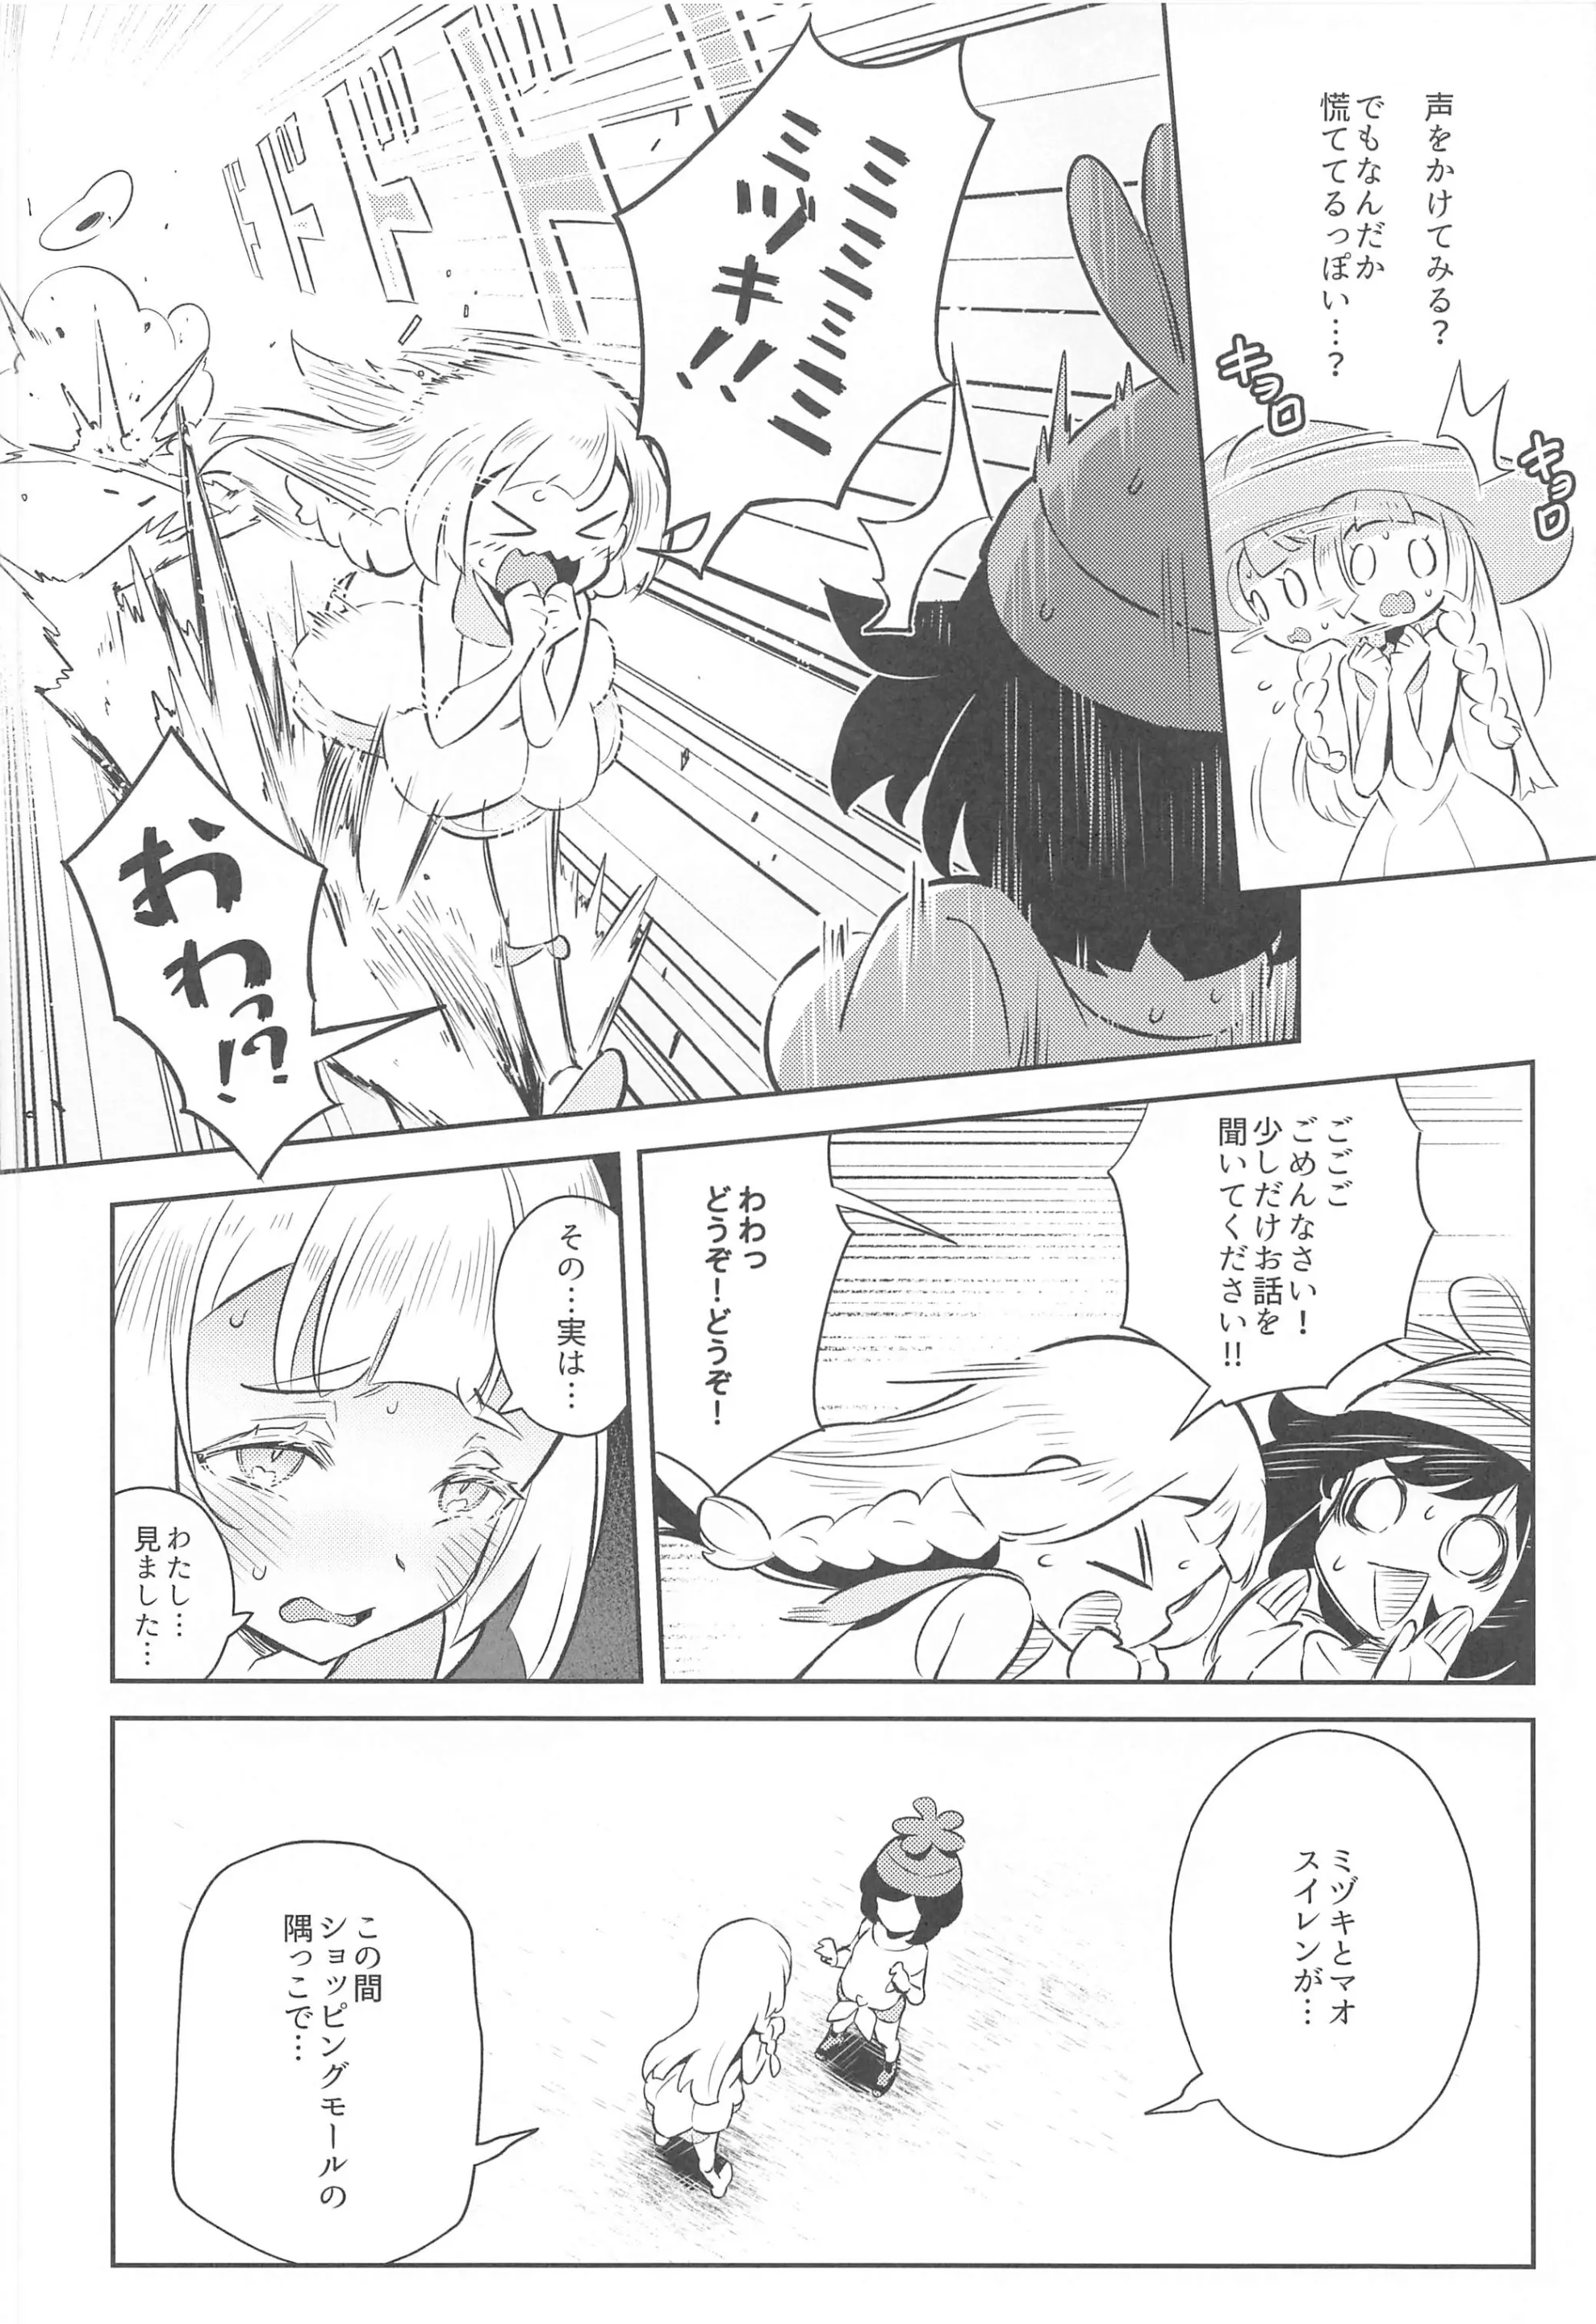 声をかけてみる？
でもなんだか
慌ててるっぽい…？
キョロ
キョロ
ミミミミミミ
ミヅキ!!
ドドドド
おわっ!?
ごごご
ごめんなさい！
少しだけお話を
聞いてください!!
わわっ
どうぞ！どうぞ！
その…実は…
わたし…
見ました…
ミヅキとマオ
スイレンが…
この間
ショッピングモールの
隅っこで…